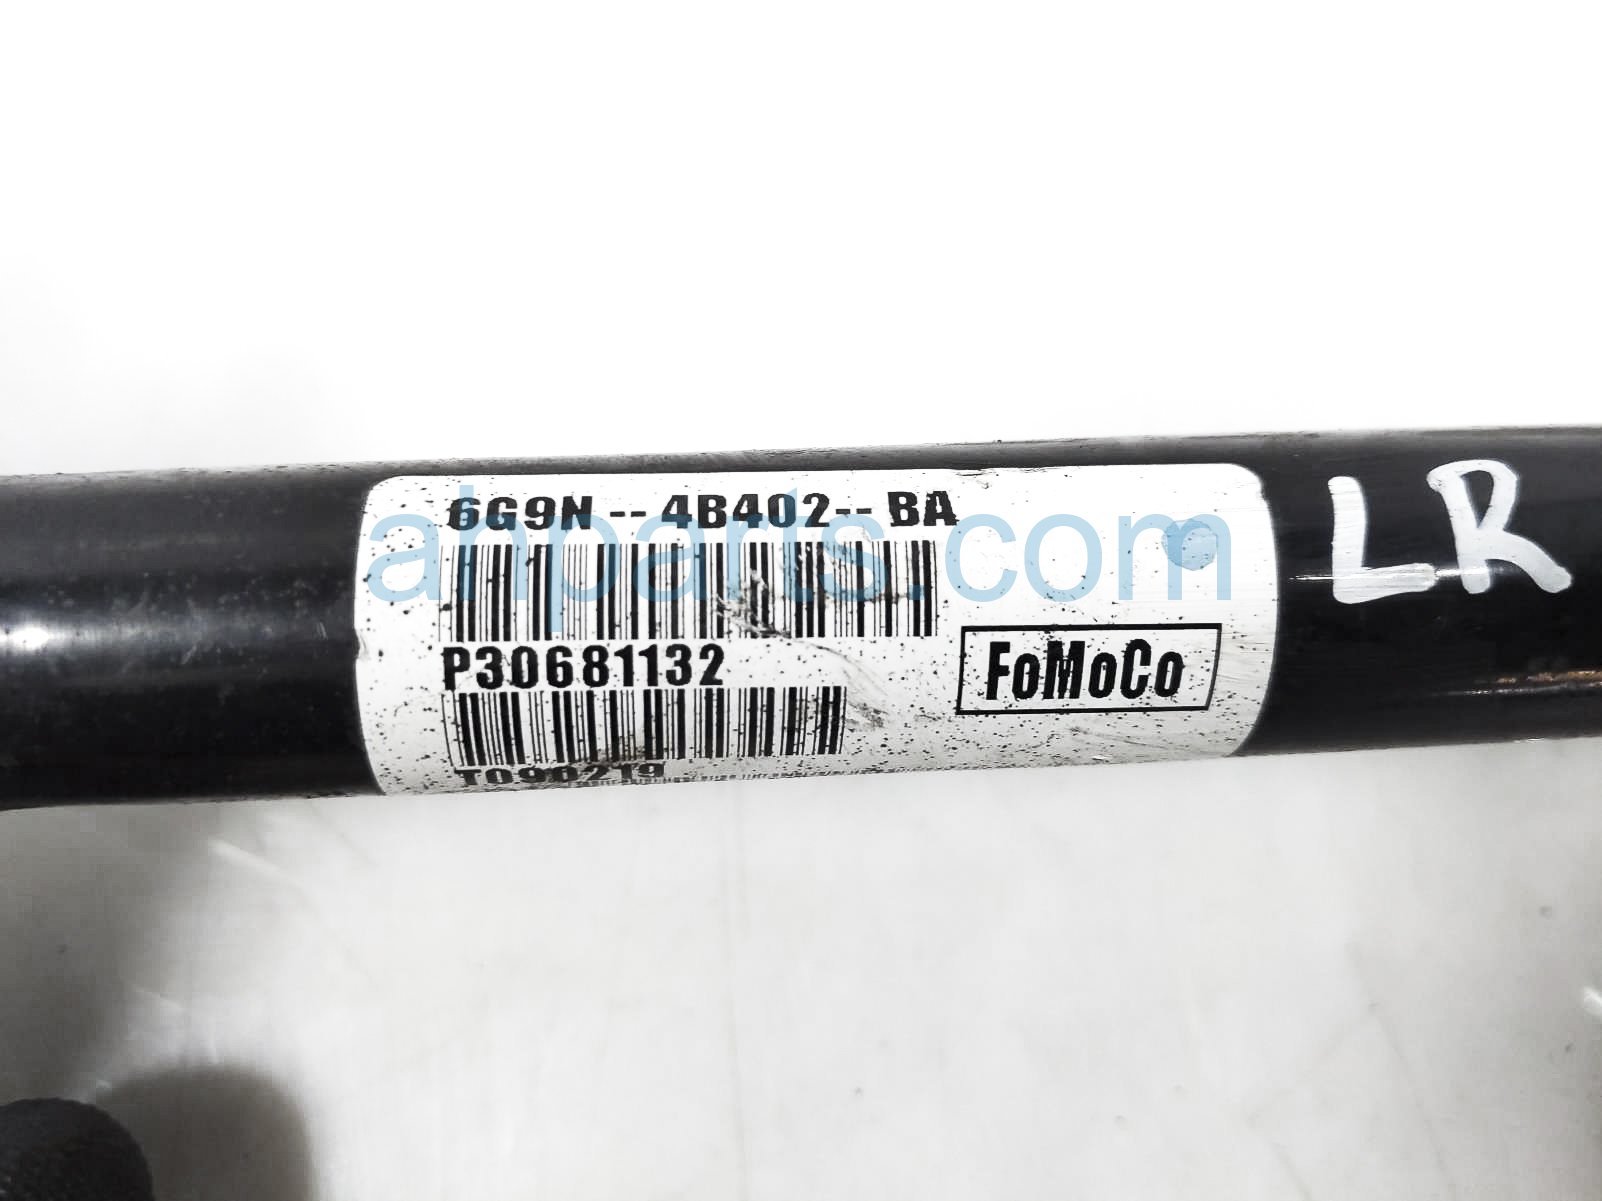 6G9N -- 4B402-- BA
ahparts.com
P30681132
FoMoCo
T090219
LR